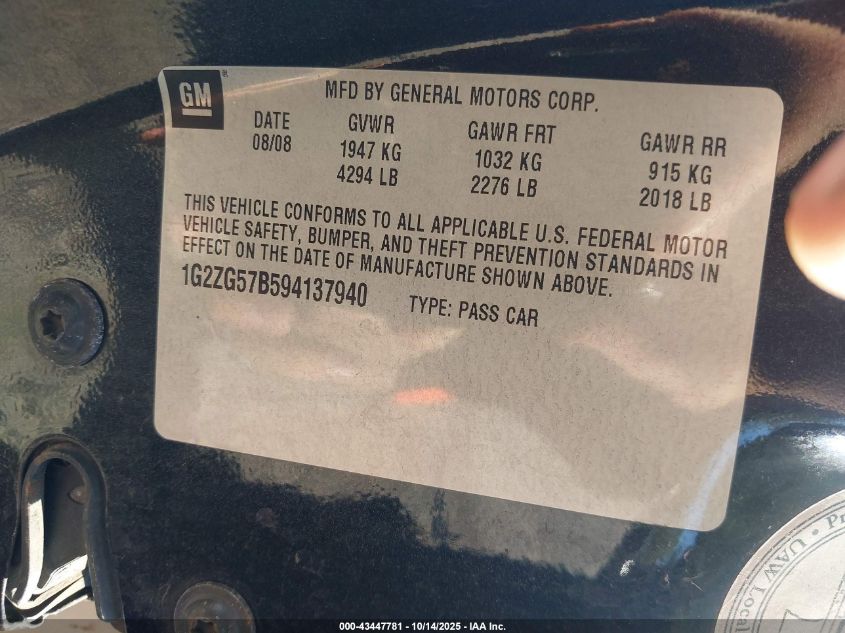 GM
MFD BY GENERAL MOTORS CORP.
DATE GVWR GAWR FRT GAWR RR
08/08 1947 KG 1032 KG 915 KG
4294 LB 2276 LB 2018 LB
THIS VEHICLE CONFORMS TO ALL APPLICABLE U.S. FEDERAL MOTOR
VEHICLE SAFETY, BUMPER, AND THEFT PREVENTION STANDARDS IN
EFFECT ON THE DATE OF MANUFACTURE SHOWN ABOVE.
1G2ZG57B594137940 TYPE: PASS CAR
UAW Local
000-43447781 - 10/14/2025 - IAA Inc.